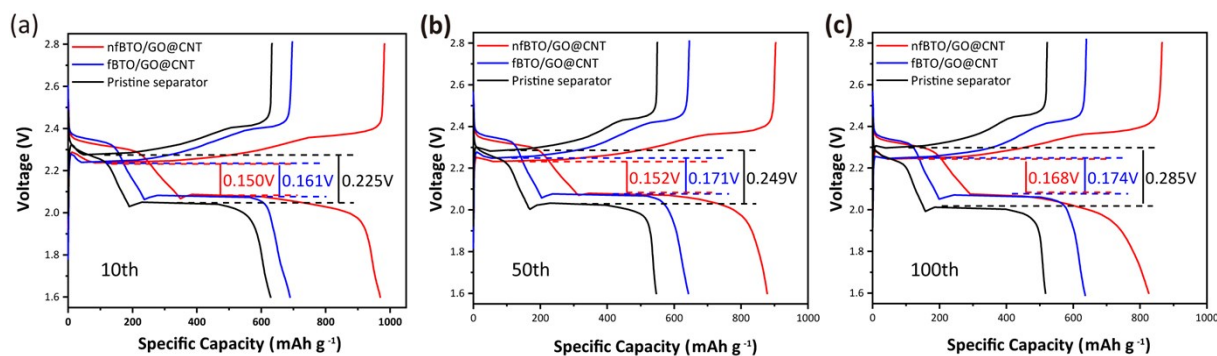 (a)
nfBTO/GO@CNT
fBTO/GO@CNT
Pristine separator
0.150V
0.161V
0.225V
10th
Voltage (V)
2.8
2.6
2.4
2.2
2.0
1.8
1.6
0 200 400 600 800 1000
Specific Capacity (mAh g⁻¹)
(b)
nfBTO/GO@CNT
fBTO/GO@CNT
Pristine separator
0.152V
0.171V
0.249V
50th
Voltage (V)
2.8
2.6
2.4
2.2
2.0
1.8
1.6
0 200 400 600 800 1000
Specific Capacity (mAh g⁻¹)
(c)
nfBTO/GO@CNT
fBTO/GO@CNT
Pristine separator
0.168V
0.174V
0.285V
100th
Voltage (V)
2.8
2.6
2.4
2.2
2.0
1.8
1.6
0 200 400 600 800 1000
Specific Capacity (mAh g⁻¹)